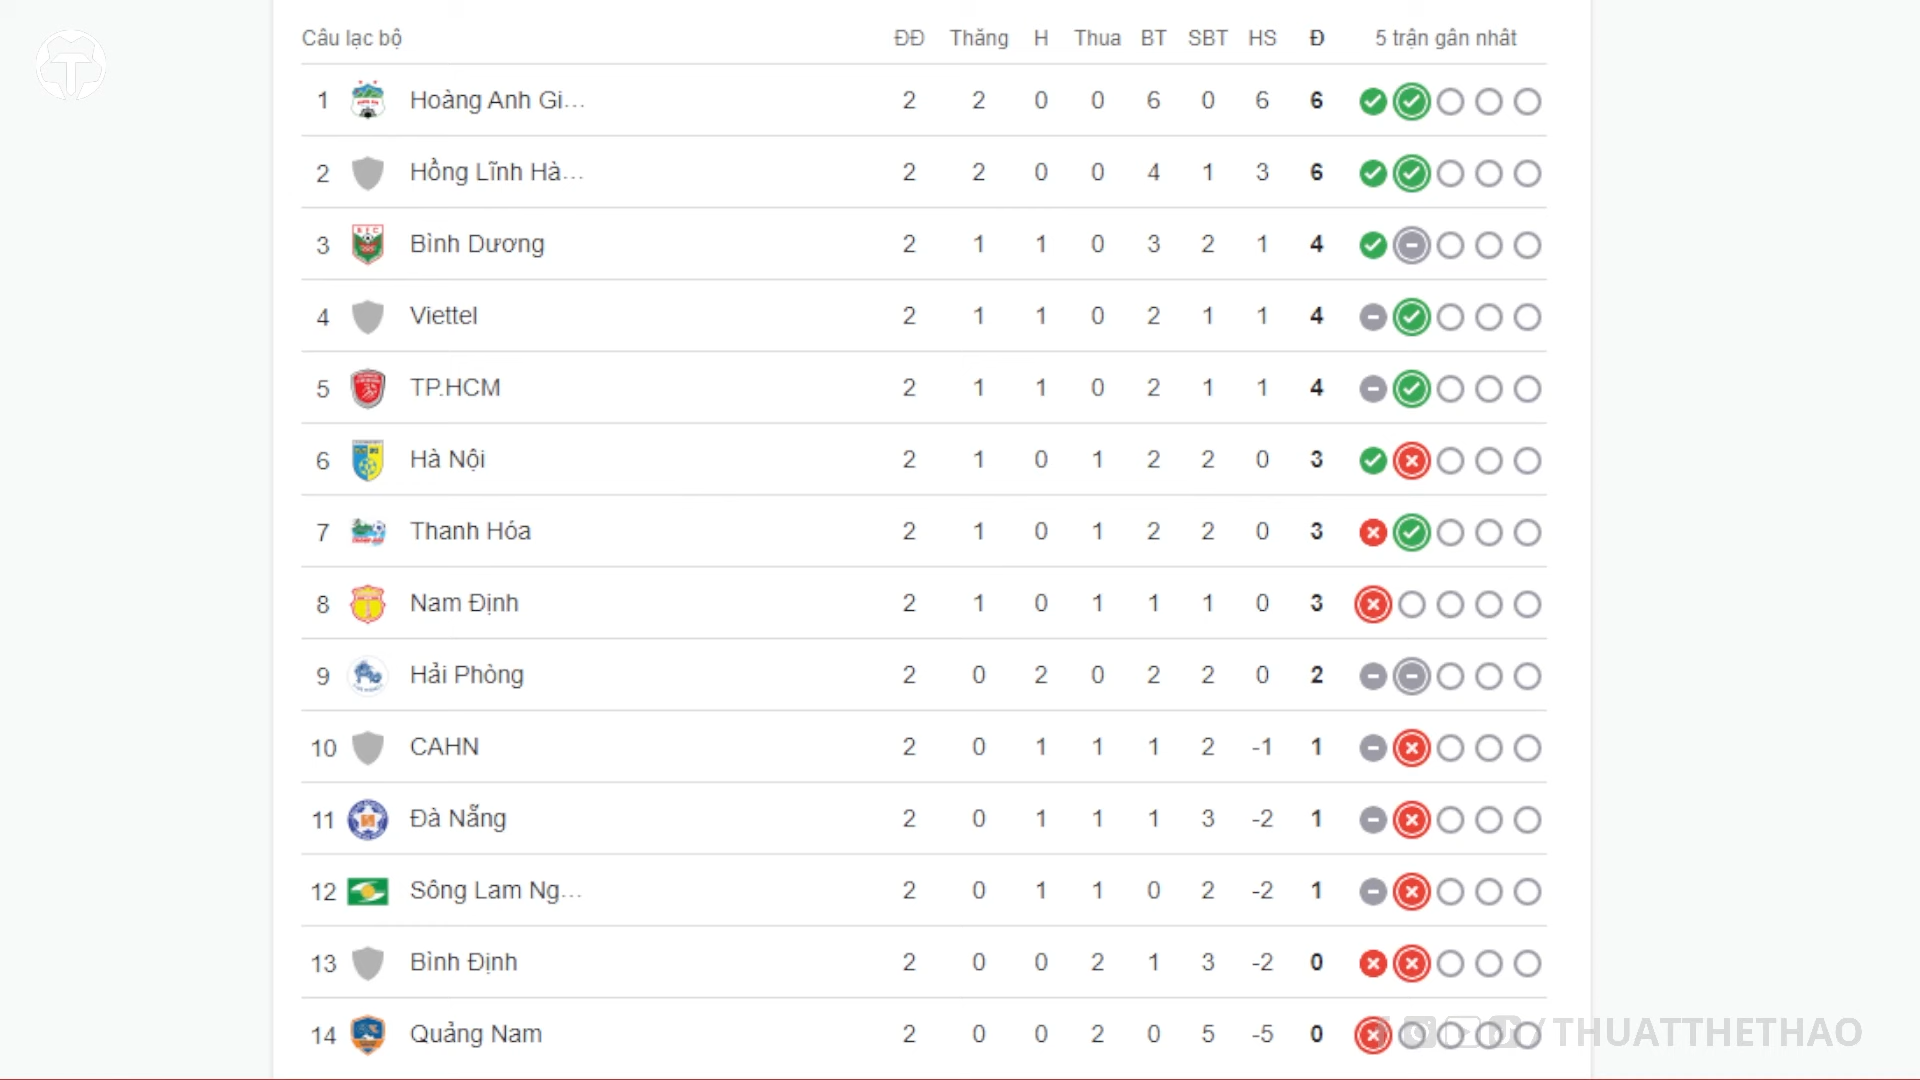 Câu lạc bộ ĐĐ Thắng H Thua BT SBT HS Đ 5 trận gần nhất
1 Hoàng Anh Gi... 2 2 0 0 6 0 6 6
2 Hồng Lĩnh Hà... 2 2 0 0 4 1 3 6
3 Bình Dương 2 1 1 0 3 2 1 4
4 Viettel 2 1 1 0 2 1 1 4
5 TP.HCM 2 1 1 0 2 1 1 4
6 Hà Nội 2 1 0 1 2 2 0 3
7 Thanh Hóa 2 1 0 1 2 2 0 3
8 Nam Định 2 1 0 1 1 1 0 3
9 Hải Phòng 2 0 2 0 2 2 0 2
10 CAHN 2 0 1 1 1 2 -1 1
11 Đà Nẵng 2 0 1 1 1 3 -2 1
12 Sông Lam Ng... 2 0 1 1 0 2 -2 1
13 Bình Định 2 0 0 2 1 3 -2 0
14 Quảng Nam 2 0 0 2 0 5 -5 0
/ THUATTHETHAO